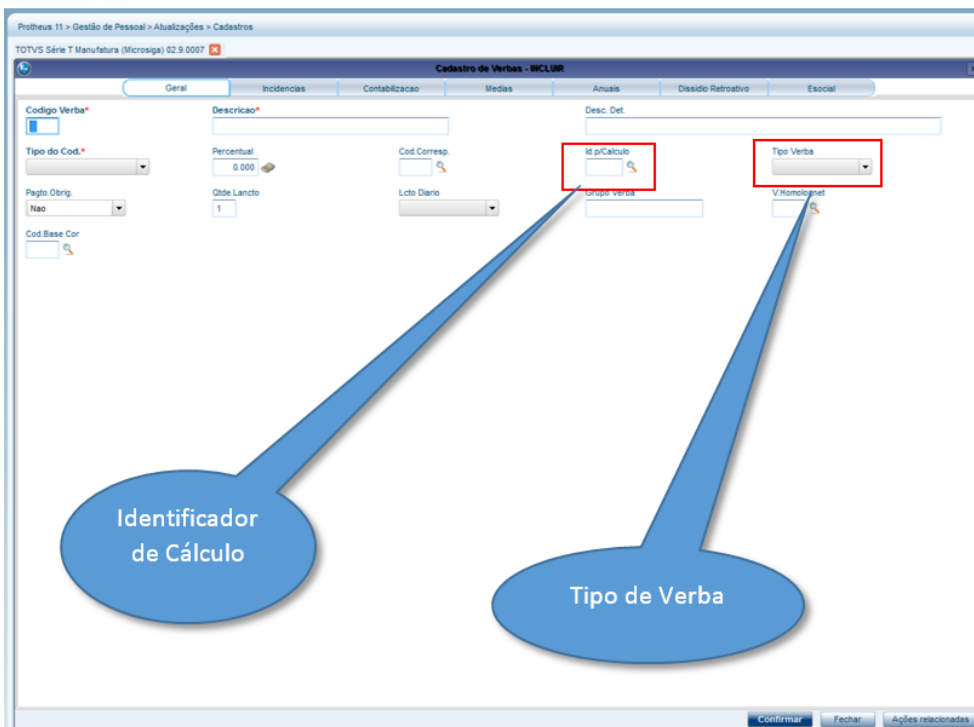 Protheus 11 > Gestão de Pessoal > Atualizações > Cadastros
TOTVS Série T Manufatura (Microsiga) 02.9.0007
Cadastro de Verbas - INCLUIR
Geral Incidencias Contabilizacao Medias Anuais Dissidio Retroativo Esocial
Codigo Verba* Descricao* Desc. Det.
Tipo do Cod.* Percentual Cod.Corresp. Id.p/Calculo Tipo Verba
0.000
Pagto.Obrig. Qtde.Lancto Lcto Diario Grupo Verba V.Homolognet
Nao 1
Cod.Base Cor
Identificador
de Cálculo
Tipo de Verba
Confirmar Fechar Ações relacionadas